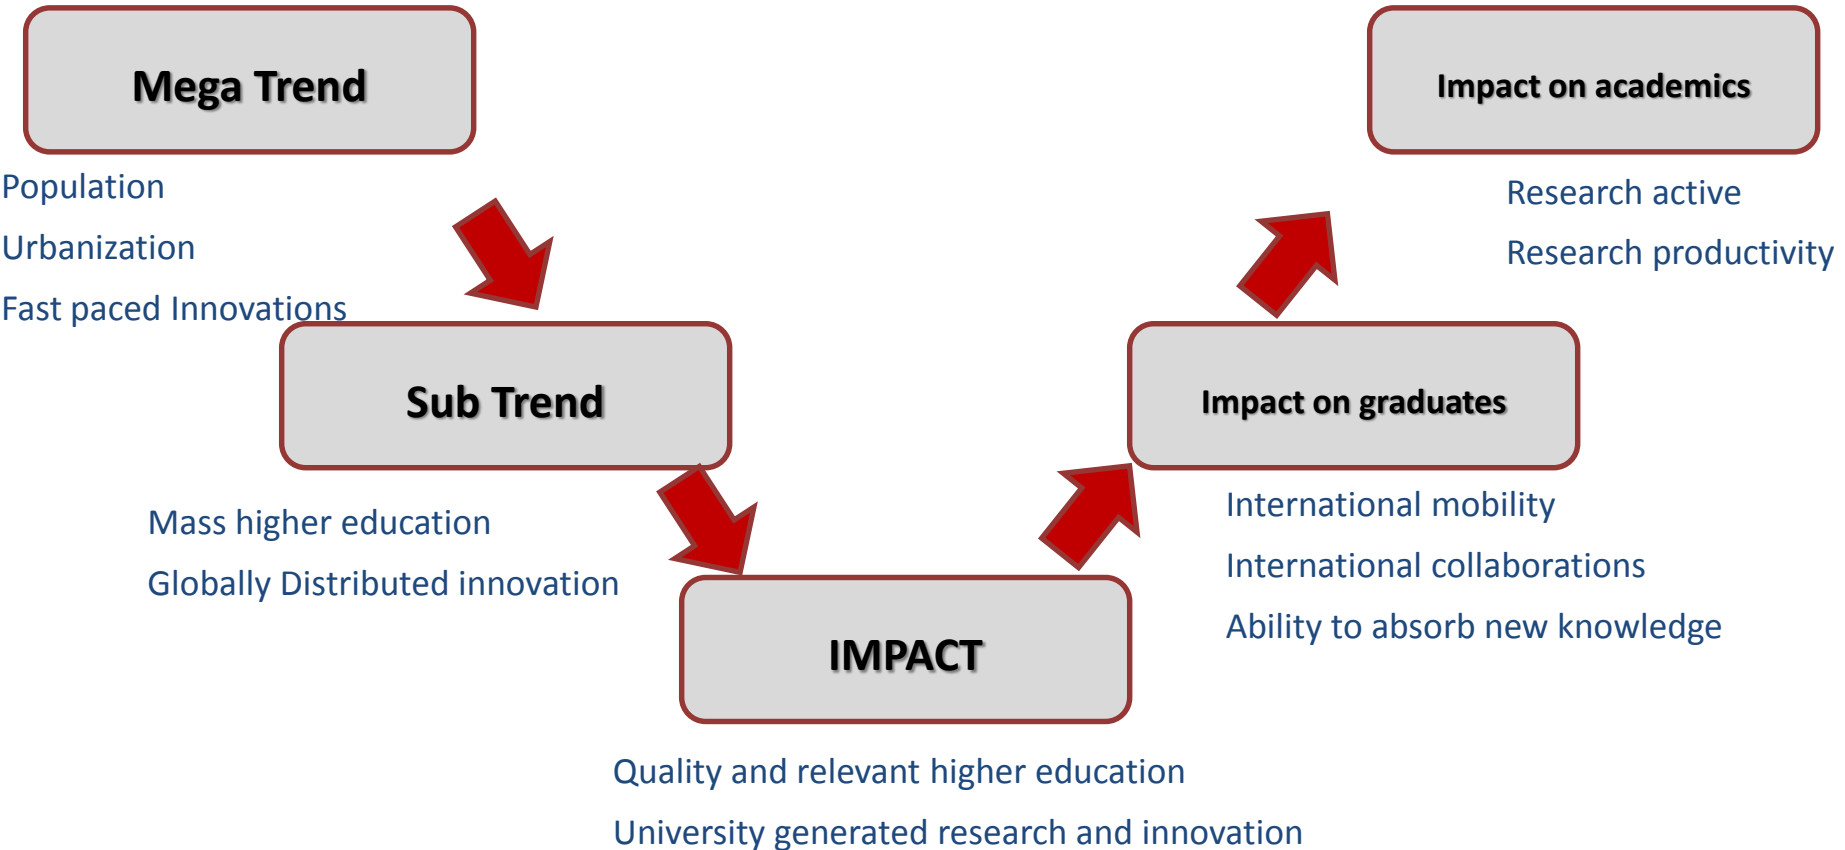 Mega Trend
Population
Urbanization
Fast paced Innovations
Sub Trend
Mass higher education
Globally Distributed innovation
IMPACT
Quality and relevant higher education
University generated research and innovation
Impact on graduates
International mobility
International collaborations
Ability to absorb new knowledge
Impact on academics
Research active
Research productivity